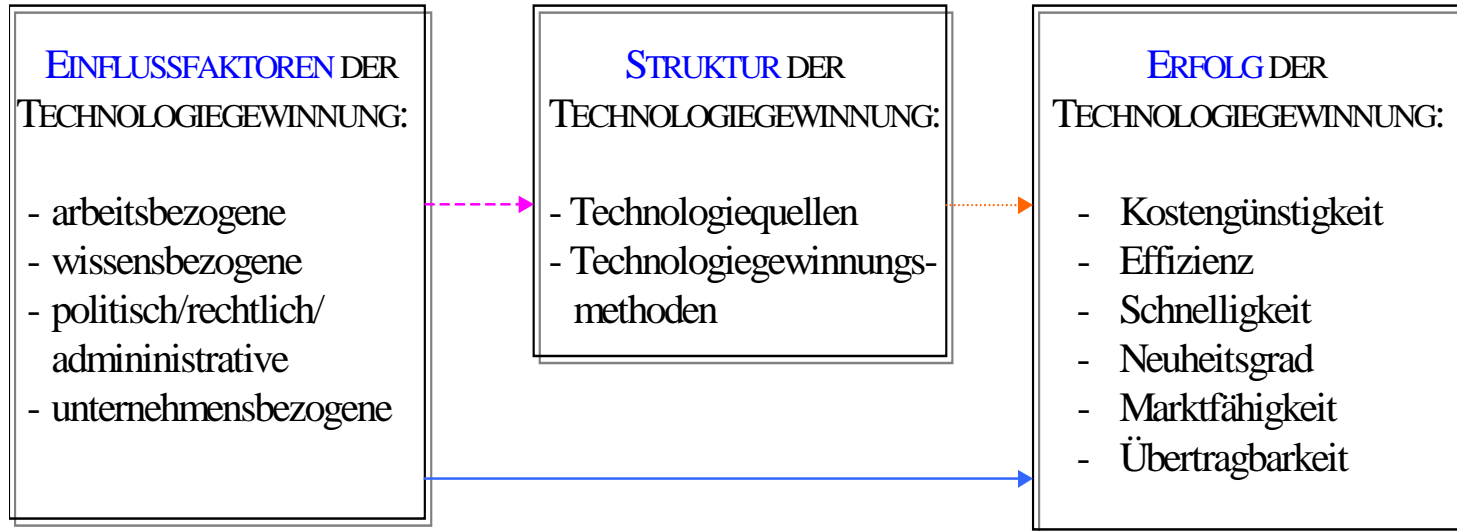 EINFLUSSFAKTOREN DER
TECHNOLOGIEGEWINNUNG:
- arbeitsbezogene
- wissensbezogene
- politisch/rechtlich/
admininistrative
- unternehmensbezogene
STRUKTUR DER
TECHNOLOGIEGEWINNUNG:
- Technologiequellen
- Technologiegewinnungs-
methoden
ERFOLG DER
TECHNOLOGIEGEWINNUNG:
- Kostengünstigkeit
- Effizienz
- Schnelligkeit
- Neuheitsgrad
- Marktfähigkeit
- Übertragbarkeit